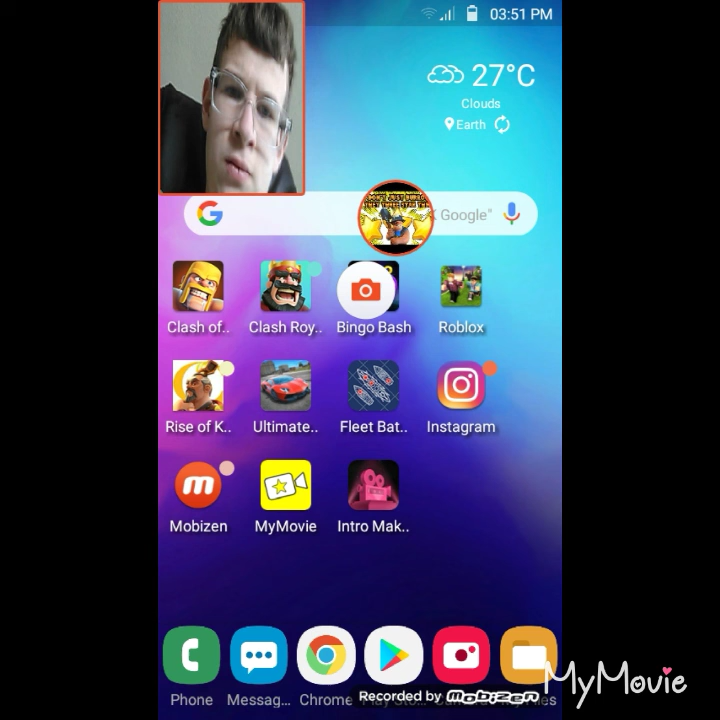 03:51 PM
27°C
Clouds
Earth
Google"
Clash of..
Clash Roy..
Bingo Bash
Roblox
Rise of K..
Ultimate..
Fleet Bat..
Instagram
Mobizen
MyMovie
Intro Mak..
Phone
Messag...
Chrome
Recorded by Mobizen
MyMovie